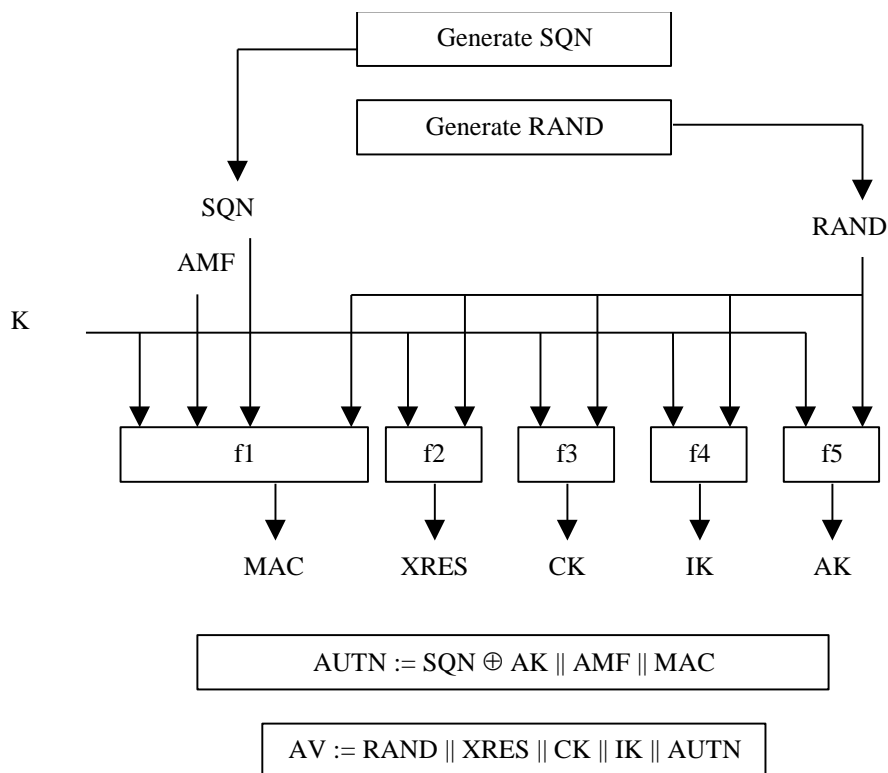 Generate SQN
Generate RAND
SQN
RAND
AMF
K
f1
f2
f3
f4
f5
MAC
XRES
CK
IK
AK
AUTN := SQN ⊕ AK || AMF || MAC
AV := RAND || XRES || CK || IK || AUTN